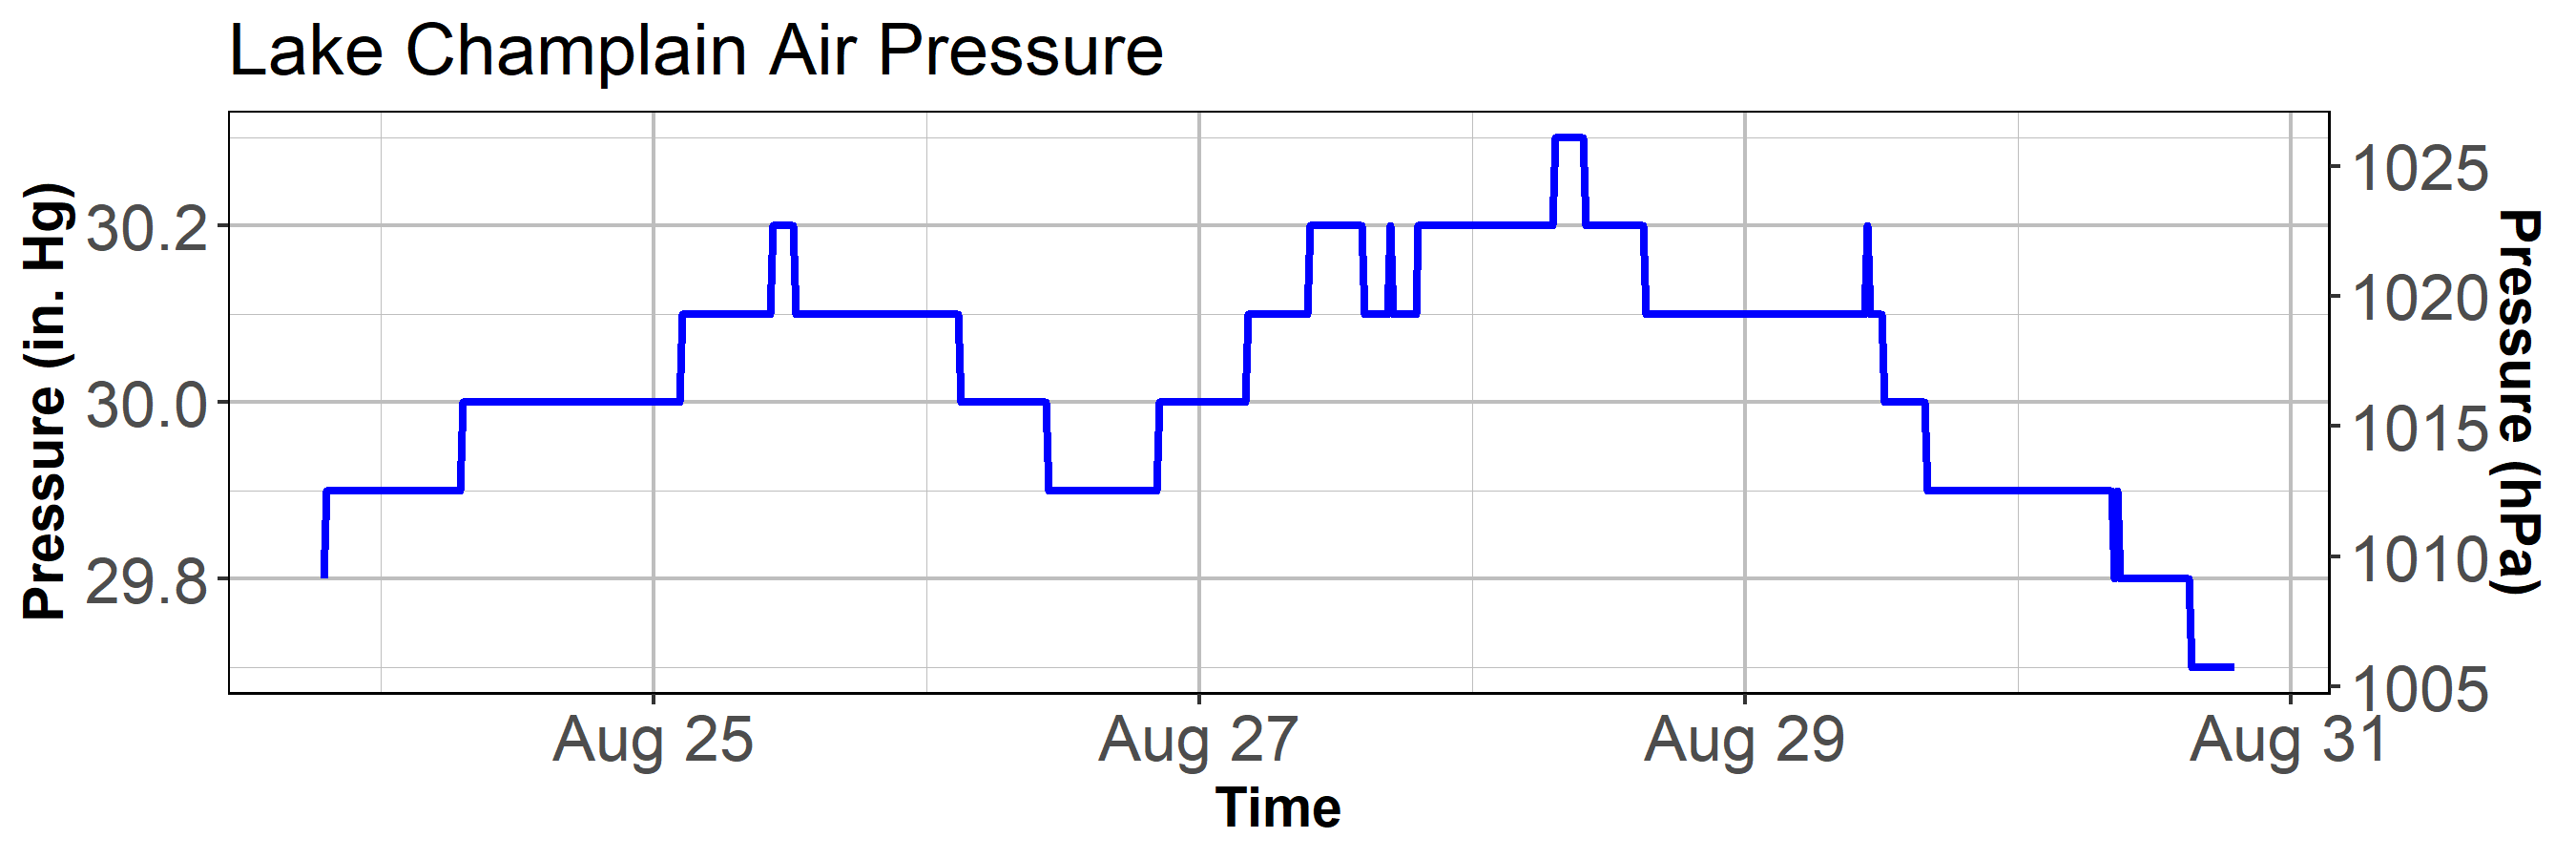 Lake Champlain Air Pressure
Pressure (in. Hg)
30.2
30.0
29.8
1025
1020
1015
1010
1005
Pressure (hPa)
Aug 25 Aug 27 Aug 29 Aug 31
Time